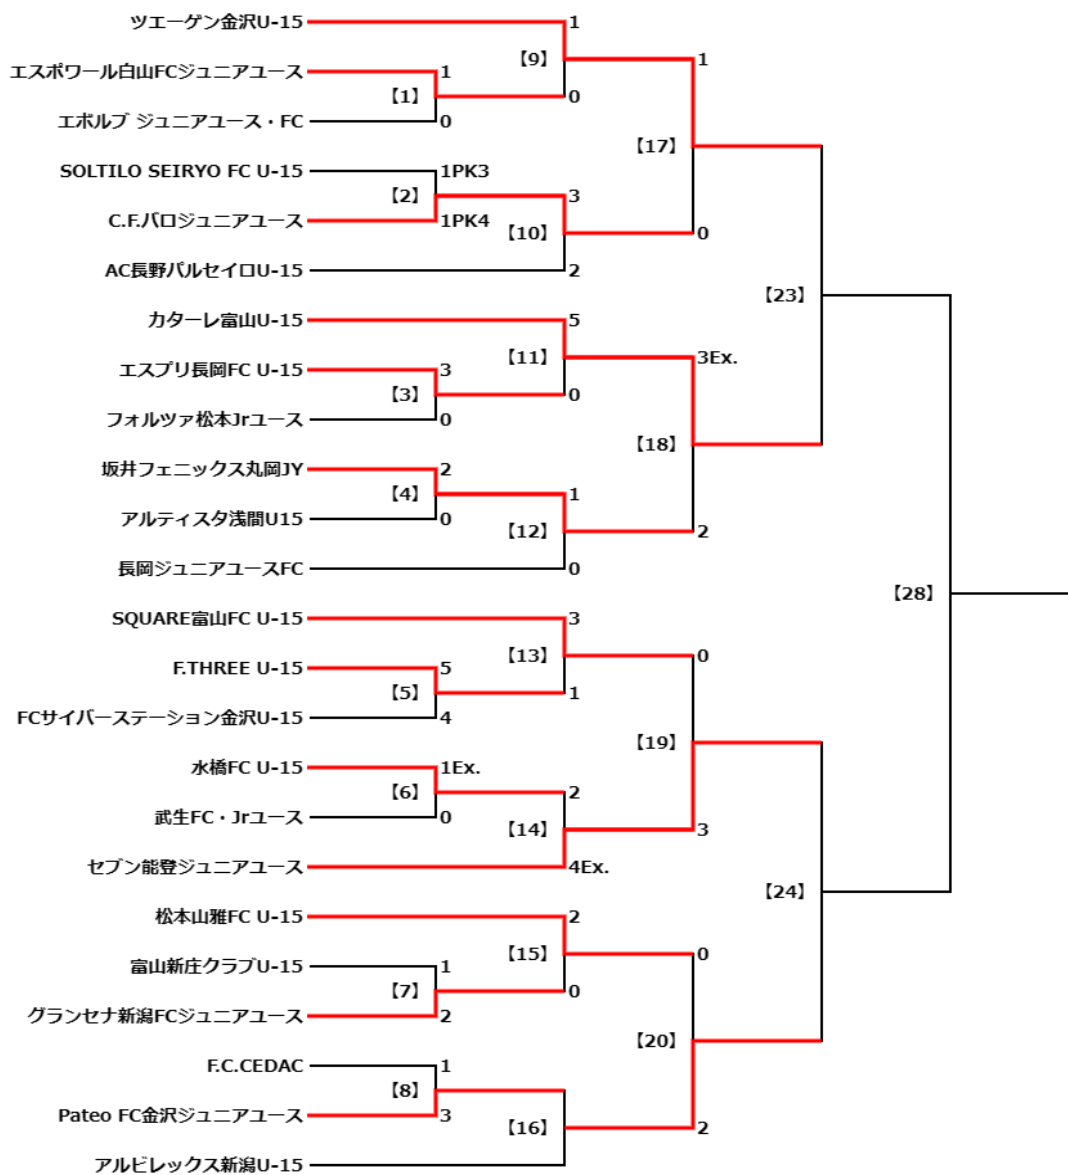 ツエーゲン金沢U-15
1
【9】
1
エスポワール白山FCジュニアユース
1
【1】
0
エボルブ ジュニアユース・FC
0
【17】
SOLTILO SEIRYO FC U-15
1PK3
【2】
3
C.F.バロジュニアユース
1PK4
【10】
0
AC長野パルセイロU-15
2
【23】
カターレ富山U-15
5
【11】
3Ex.
エスプリ長岡FC U-15
3
【3】
0
フォルツァ松本Jrユース
0
【18】
坂井フェニックス丸岡JY
2
【4】
1
アルティスタ浅間U15
0
【12】
2
長岡ジュニアユースFC
0
【28】
SQUARE富山FC U-15
3
【13】
0
F.THREE U-15
5
【5】
1
FCサイバーステーション金沢U-15
4
【19】
水橋FC U-15
1Ex.
【6】
2
武生FC・Jrユース
0
【14】
3
セブン能登ジュニアユース
4Ex.
【24】
松本山雅FC U-15
2
【15】
0
富山新庄クラブU-15
1
【7】
0
グランセナ新潟FCジュニアユース
2
【20】
F.C.CEDAC
1
【8】
Pateo FC金沢ジュニアユース
3
【16】
2
アルビレックス新潟U-15